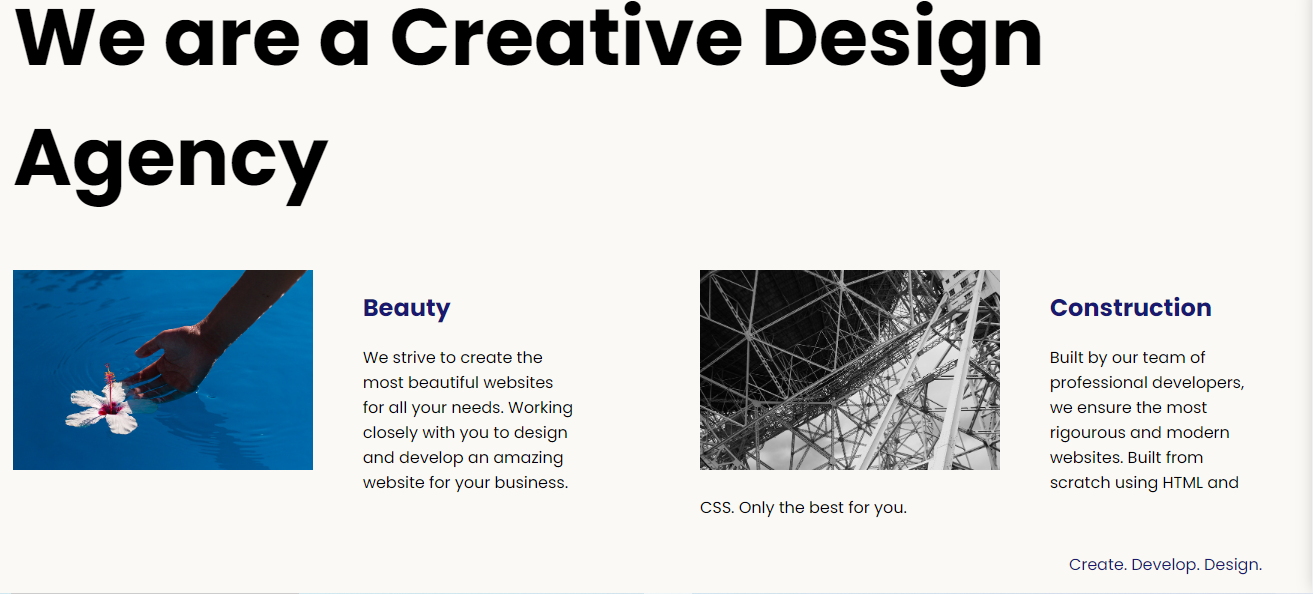 We are a Creative Design
Agency
Beauty
We strive to create the
most beautiful websites
for all your needs. Working
closely with you to design
and develop an amazing
website for your business.
Construction
Built by our team of
professional developers,
we ensure the most
rigourous and modern
websites. Built from
scratch using HTML and
CSS. Only the best for you.
Create. Develop. Design.